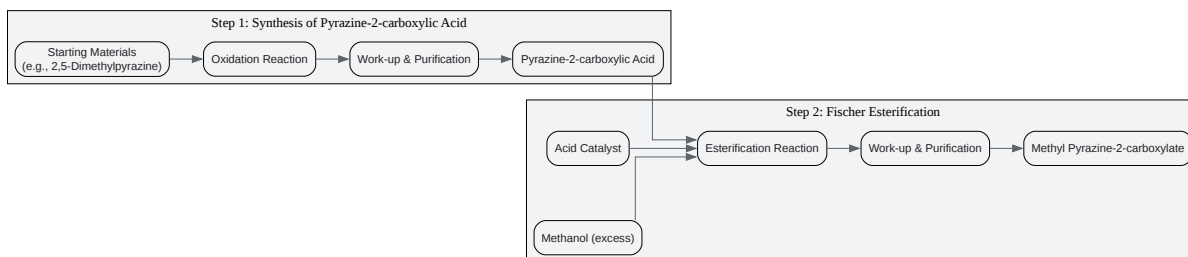 Step 1: Synthesis of Pyrazine-2-carboxylic Acid
Starting Materials
(e.g., 2,5-Dimethylpyrazine)
Oxidation Reaction
Work-up & Purification
Pyrazine-2-carboxylic Acid
Step 2: Fischer Esterification
Acid Catalyst
Esterification Reaction
Work-up & Purification
Methyl Pyrazine-2-carboxylate
Methanol (excess)